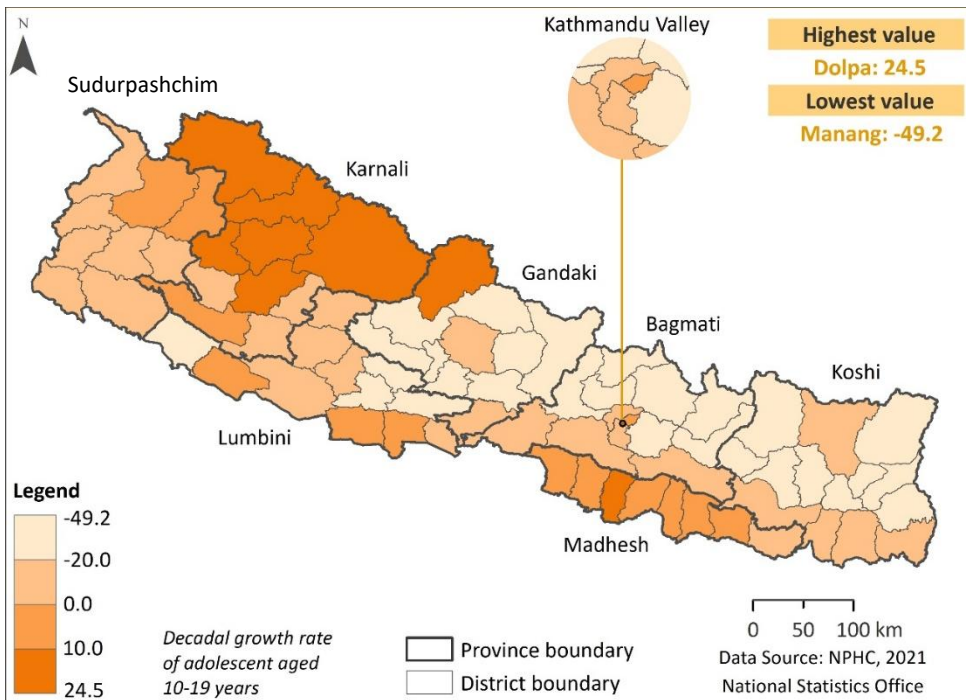 N
Kathmandu Valley
Highest value
Dolpa: 24.5
Lowest value
Manang: -49.2
Sudurpashchim
Karnali
Gandaki
Bagmati
Koshi
Lumbini
Madhesh
Legend
-49.2
-20.0
0.0
10.0
24.5
Decadal growth rate
of adolescent aged
10-19 years
Province boundary
District boundary
0 50 100 km
Data Source: NPHC, 2021
National Statistics Office